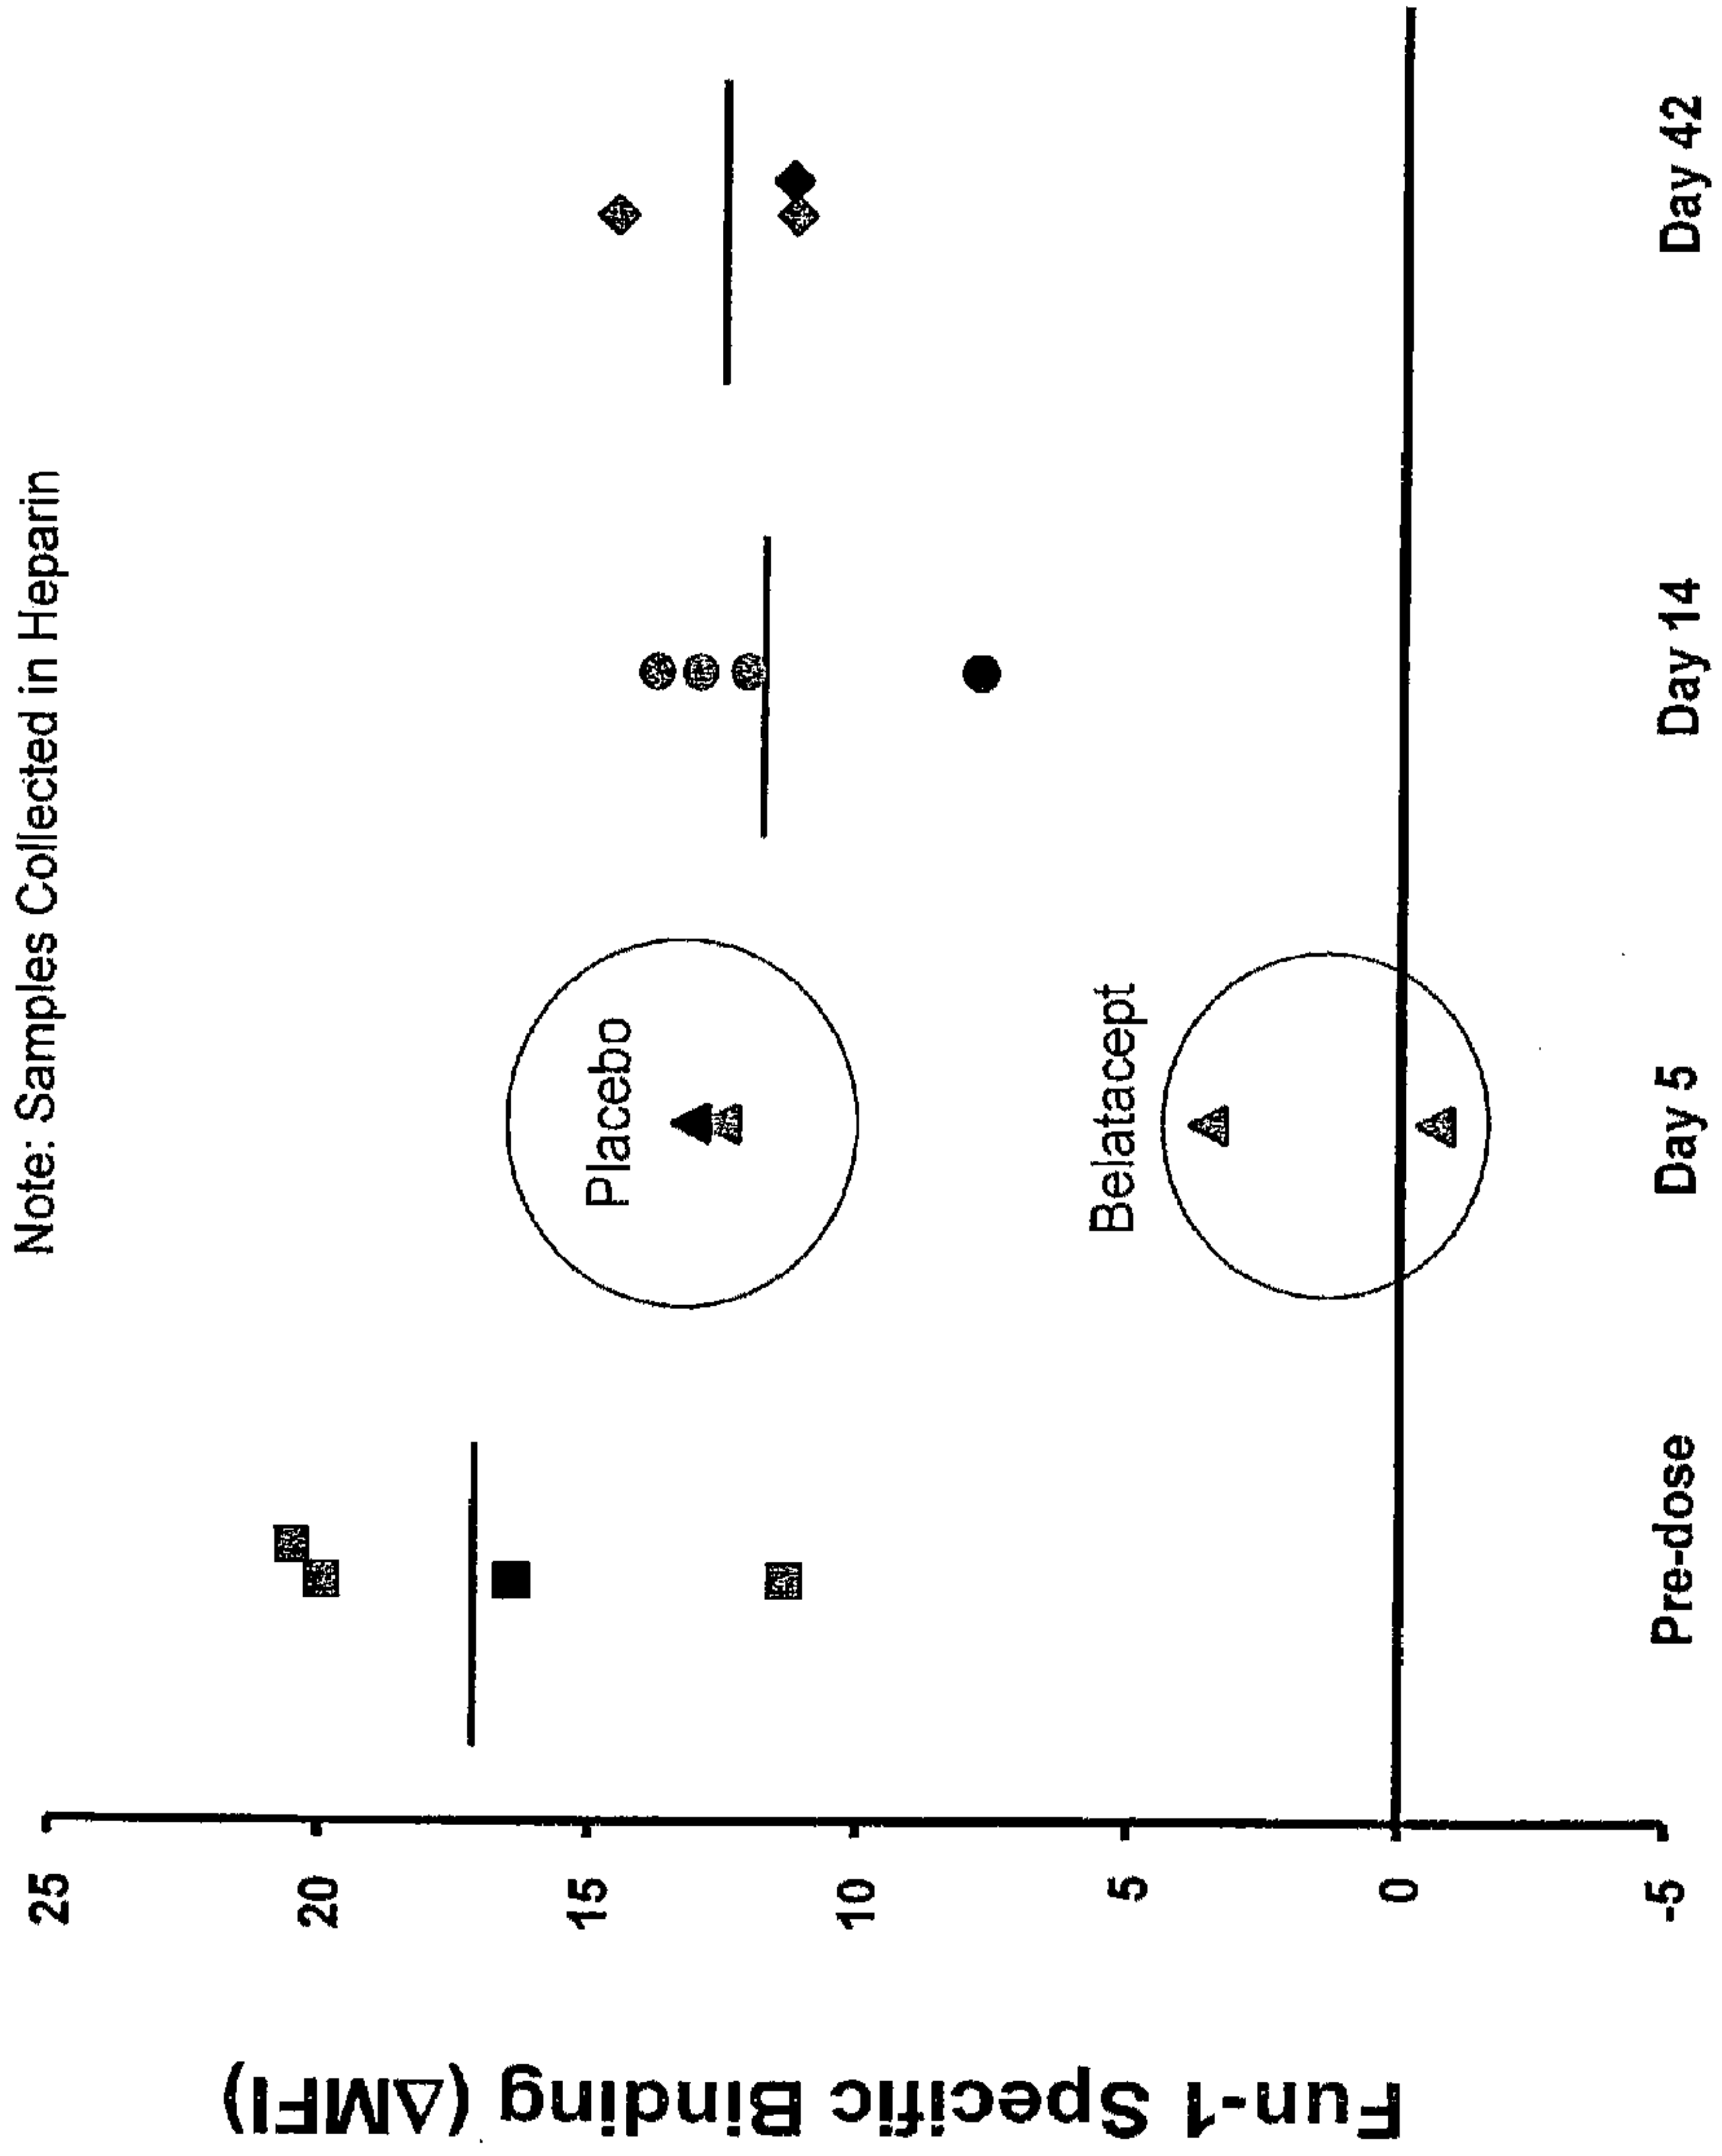 Note: Samples Collected in Heparin
Fun-1 Specific Binding (ΔMFI)
25
20
15
10
5
0
-5
Placebo
Belatacept
Pre-dose
Day 5
Day 14
Day 42